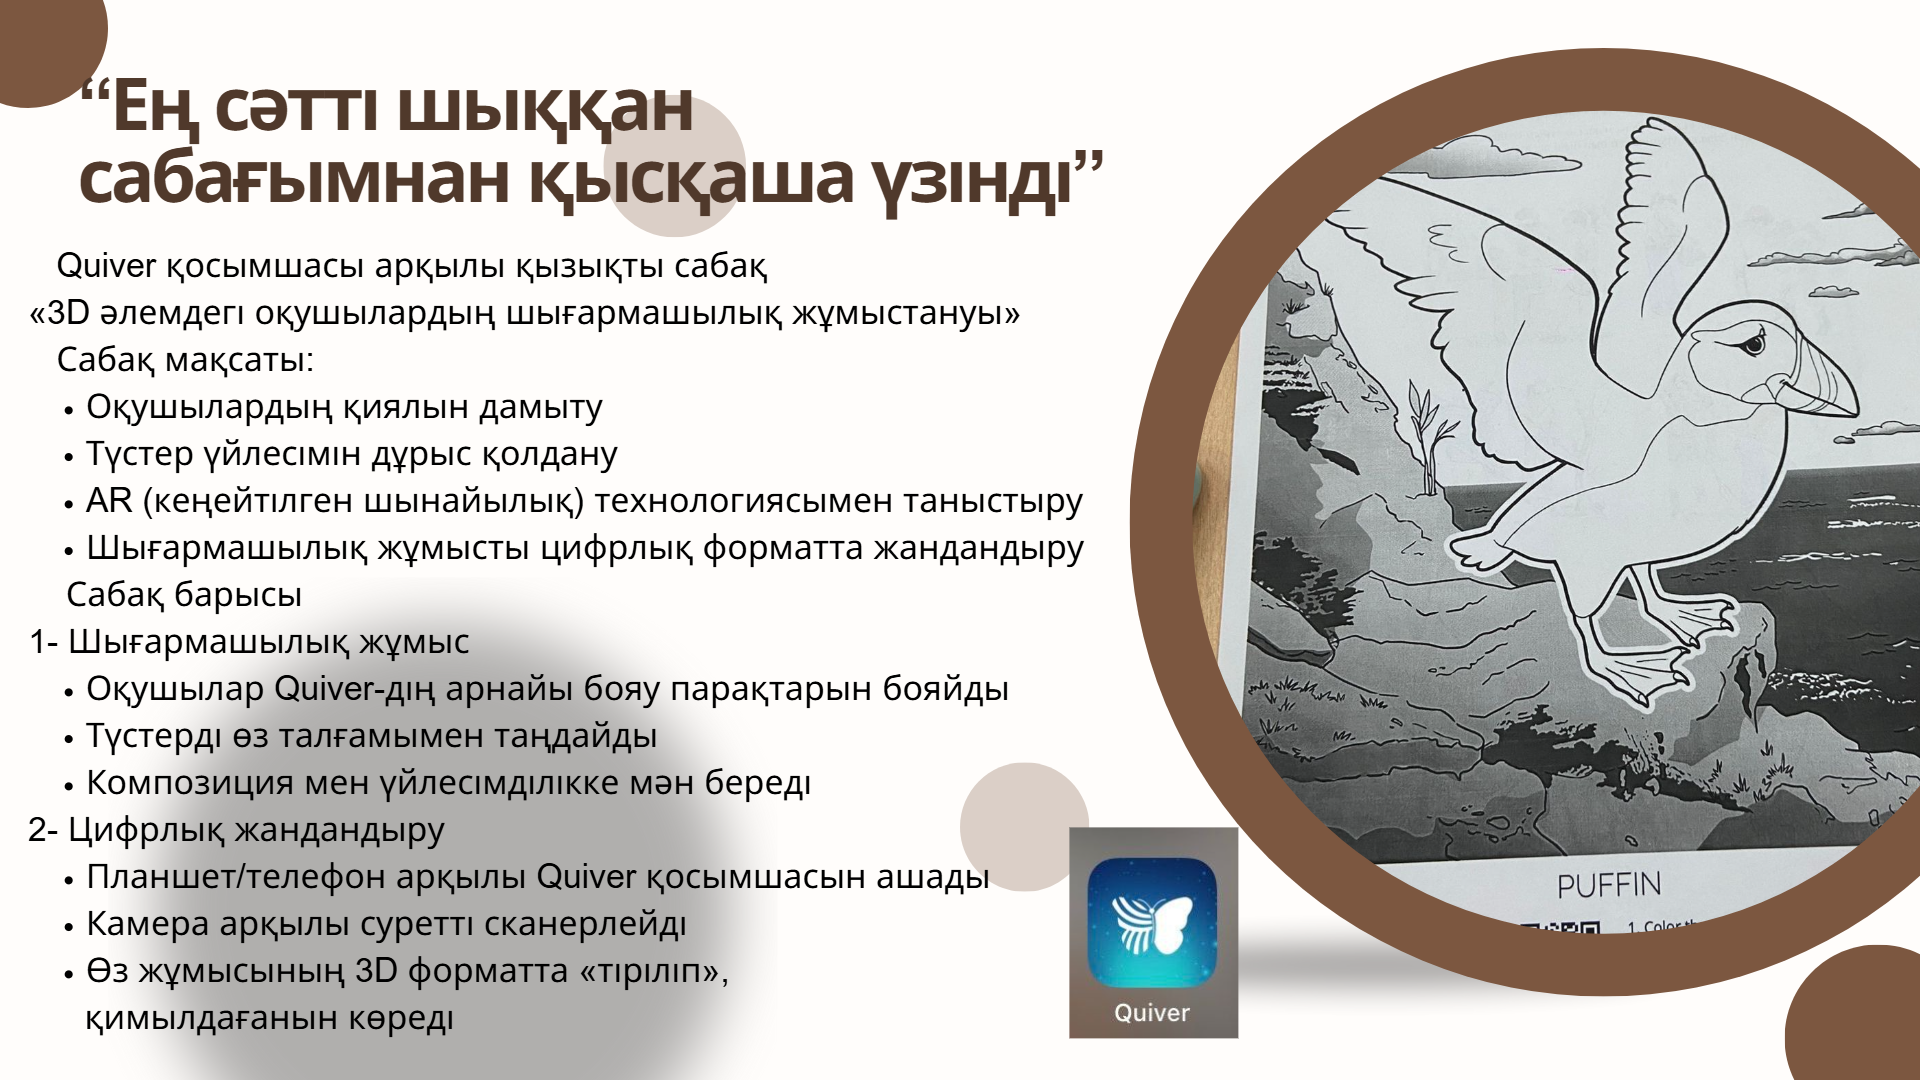 “Ең сәтті шыққан
сабағымнан қысқаша үзінді”
Quiver қосымшасы арқылы қызықты сабақ
«3D әлемдегі оқушылардың шығармашылық жұмыстануы»
Сабақ мақсаты:
• Оқушылардың қиялын дамыту
• Түстер үйлесімін дұрыс қолдану
• AR (кеңейтілген шынайылық) технологиясымен таныстыру
• Шығармашылық жұмысты цифрлық форматта жандандыру
Сабақ барысы
1- Шығармашылық жұмыс
• Оқушылар Quiver-дің арнайы бояу парақтарын бояйды
• Түстерді өз талғамымен таңдайды
• Композиция мен үйлесімділікке мән береді
2- Цифрлық жандандыру
• Планшет/телефон арқылы Quiver қосымшасын ашады
• Камера арқылы суретті сканерлейді
• Өз жұмысының 3D форматта «тіріліп»,
қимылдағанын көреді
Quiver
PUFFIN
1. Color